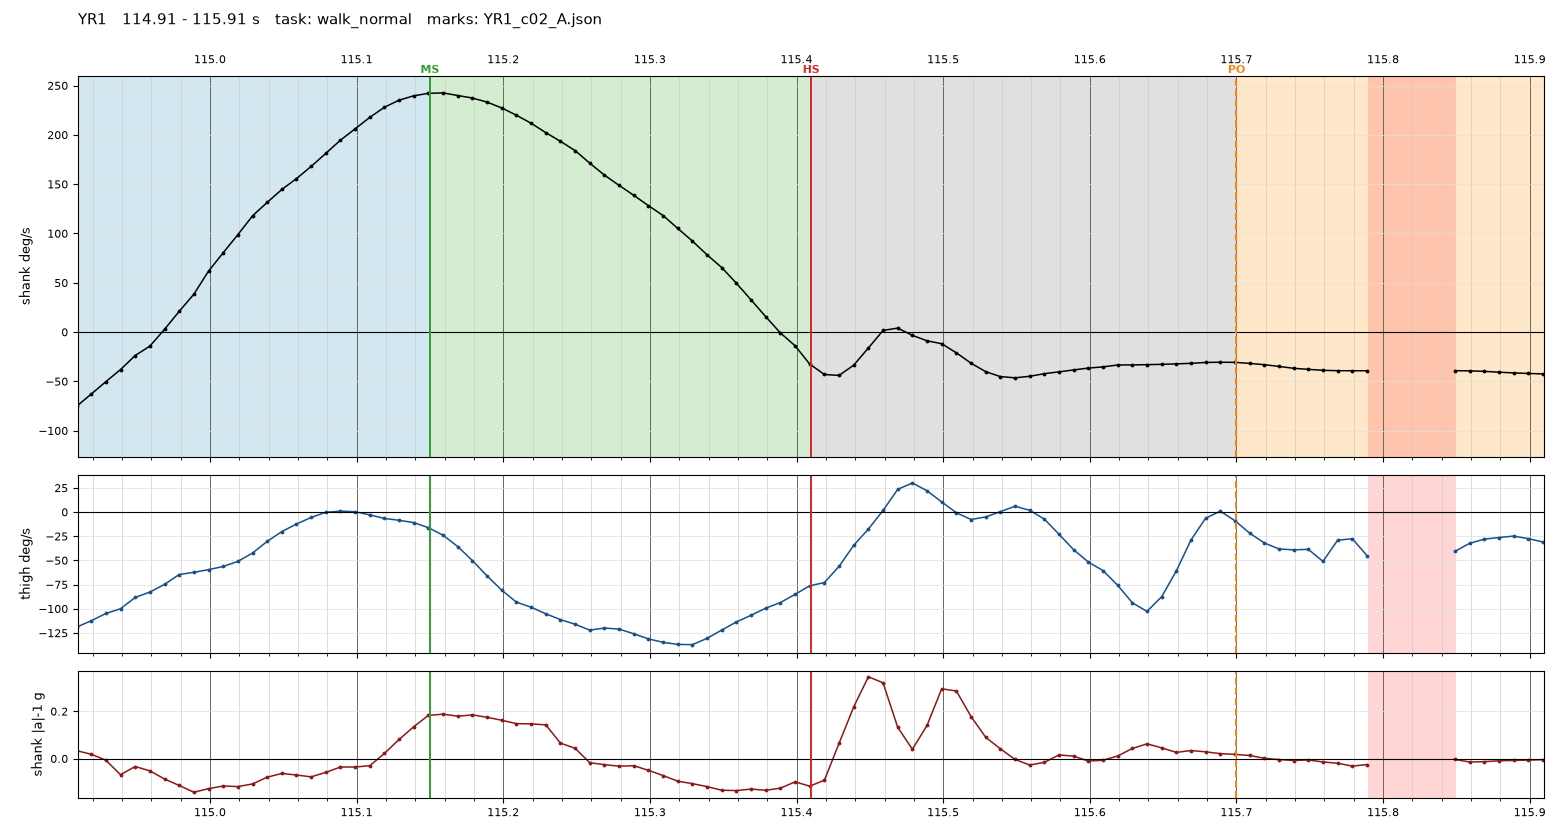 YR1   114.91 - 115.91 s   task: walk_normal   marks: YR1_c02_A.json
115.0 115.1 115.2 115.3 115.4 115.5 115.6 115.7 115.8 115.9
MS HS PO
shank deg/s
250
200
150
100
50
0
−50
−100
thigh deg/s
25
0
−25
−50
−75
−100
−125
shank |a|-1 g
0.2
0.0
115.0 115.1 115.2 115.3 115.4 115.5 115.6 115.7 115.8 115.9